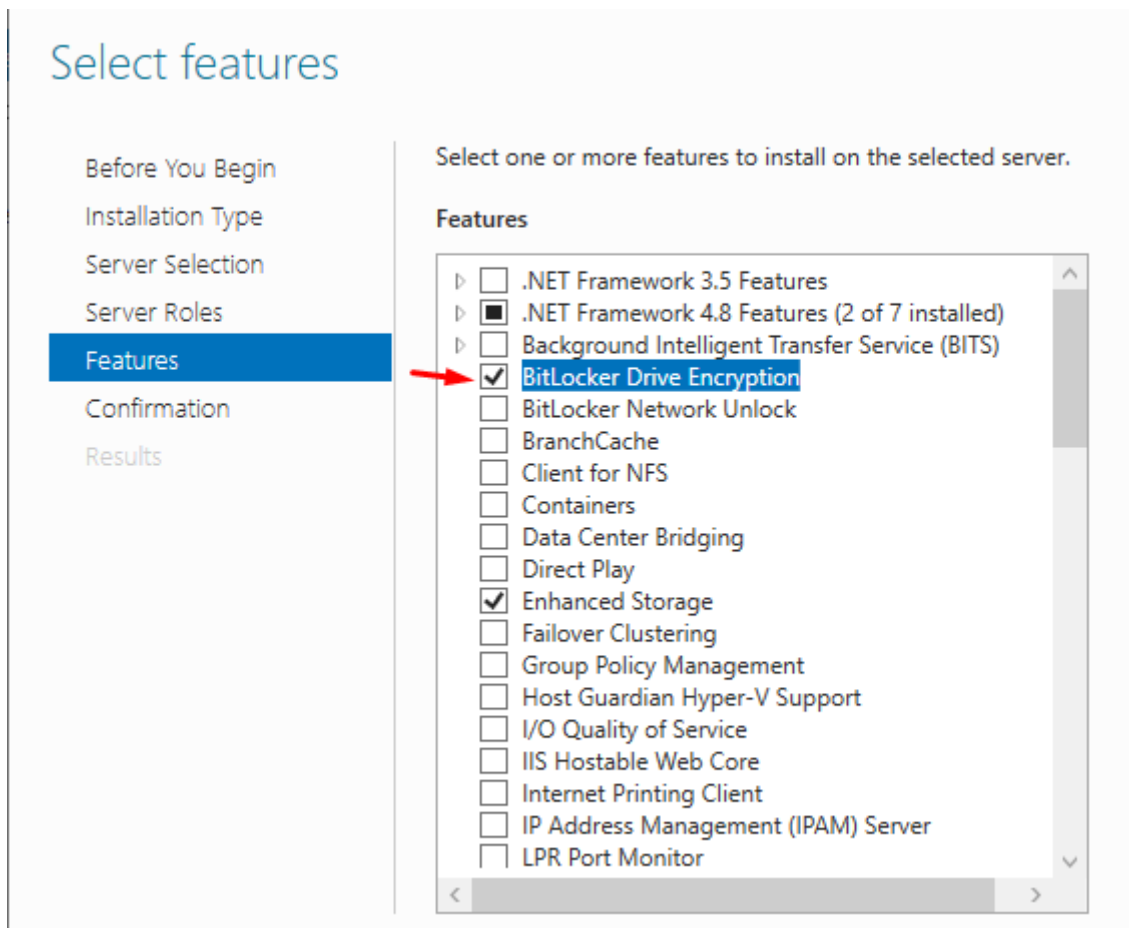 Select features
Before You Begin
Installation Type
Server Selection
Server Roles
Features
Confirmation
Results
Select one or more features to install on the selected server.
Features
.NET Framework 3.5 Features
.NET Framework 4.8 Features (2 of 7 installed)
Background Intelligent Transfer Service (BITS)
BitLocker Drive Encryption
BitLocker Network Unlock
BranchCache
Client for NFS
Containers
Data Center Bridging
Direct Play
Enhanced Storage
Failover Clustering
Group Policy Management
Host Guardian Hyper-V Support
I/O Quality of Service
IIS Hostable Web Core
Internet Printing Client
IP Address Management (IPAM) Server
LPR Port Monitor